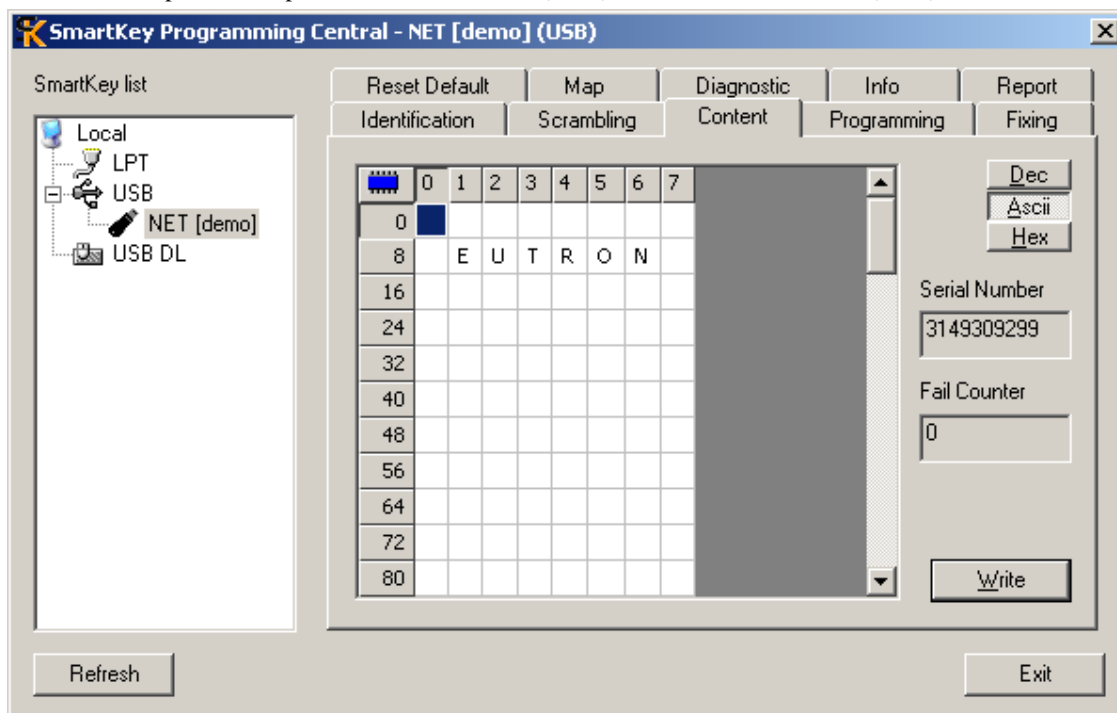 SmartKey Programming Central - NET [demo] (USB)
SmartKey list
Local
LPT
USB
NET [demo]
USB DL
Reset Default Map Diagnostic Info Report
Identification Scrambling Content Programming Fixing
0 1 2 3 4 5 6 7
0
8 E U T R O N
16
24
32
40
48
56
64
72
80
Dec
Ascii
Hex
Serial Number
3149309299
Fail Counter
0
Write
Refresh
Exit